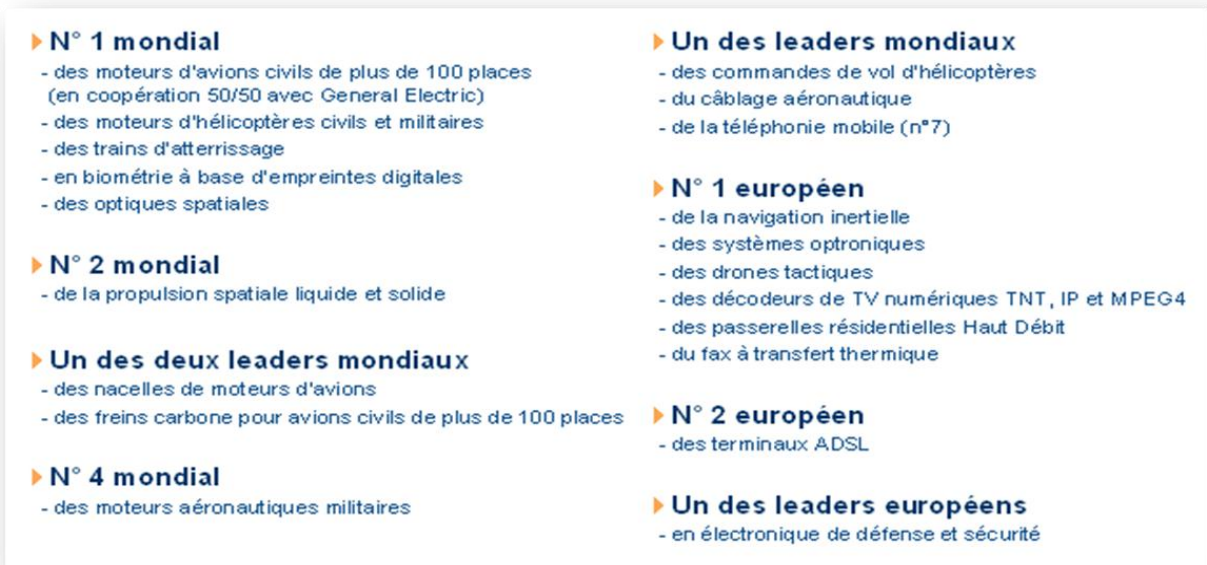 N° 1 mondial
- des moteurs d'avions civils de plus de 100 places
(en coopération 50/50 avec General Electric)
- des moteurs d'hélicoptères civils et militaires
- des trains d'atterrissage
- en biométrie à base d'empreintes digitales
- des optiques spatiales
N° 2 mondial
- de la propulsion spatiale liquide et solide
Un des deux leaders mondiaux
- des nacelles de moteurs d'avions
- des freins carbone pour avions civils de plus de 100 places
N° 4 mondial
- des moteurs aéronautiques militaires
Un des leaders mondiaux
- des commandes de vol d'hélicoptères
- du câblage aéronautique
- de la téléphonie mobile (n°7)
N° 1 européen
- de la navigation inertielle
- des systèmes optroniques
- des drones tactiques
- des décodeurs de TV numériques TNT, IP et MPEG4
- des passerelles résidentielles Haut Débit
- du fax à transfert thermique
N° 2 européen
- des terminaux ADSL
Un des leaders européens
- en électronique de défense et sécurité